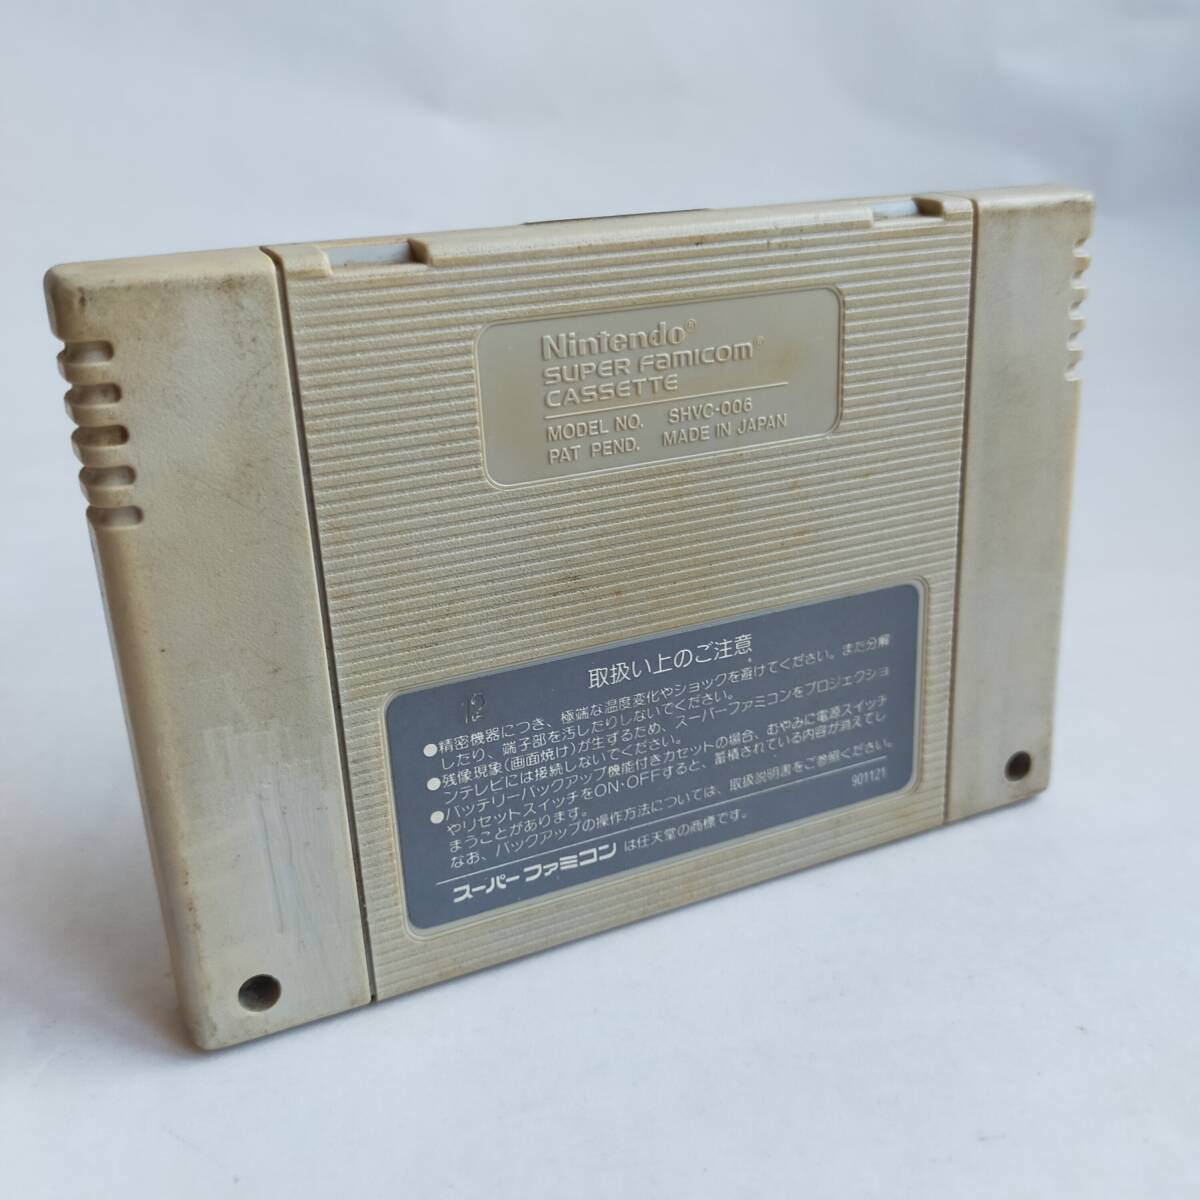 Nintendo®
SUPER FAMICOM®
CASSETTE
MODEL NO. SHVC-006
PAT PEND. MADE IN JAPAN
取扱い上のご注意
12
●精密機器につき、極端な温度変化やショックを避けてください。また分解
したり、端子部を汚したりしないでください。
●残像現象(画面焼け)が生ずるため、スーパーファミコンをプロジェクショ
ンテレビには接続しないでください。
●バッテリーバックアップ機能付きカセットの場合、むやみに電源スイッチ
やリセットスイッチをON・OFFすると、蓄積されている内容が消えてし
まうことがあります。
なお、バックアップの操作方法については、取扱説明書をご参照ください。
スーパーファミコン は任天堂の商標です。
901121